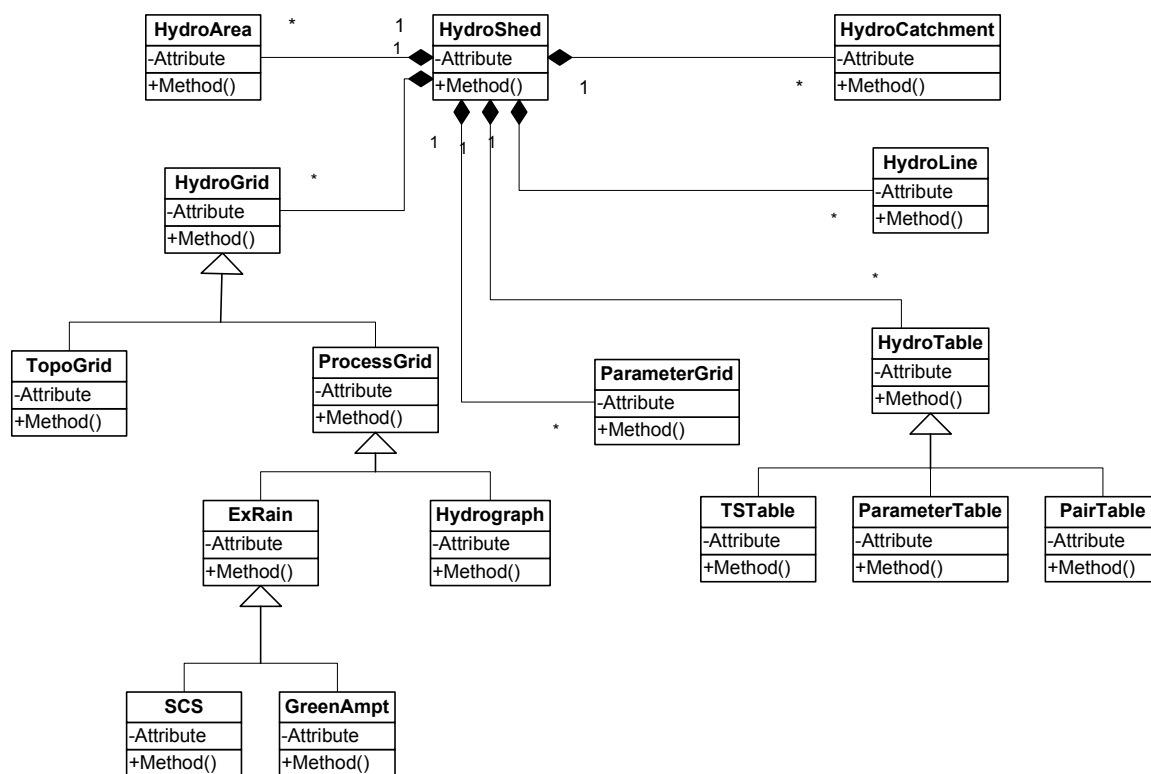 HydroArea
-Attribute
+Method()
*
1
1
HydroShed
-Attribute
+Method()
1
*
HydroCatchment
-Attribute
+Method()
HydroGrid
-Attribute
+Method()
*
1
1
1
HydroLine
-Attribute
+Method()
*
*
TopoGrid
-Attribute
+Method()
ProcessGrid
-Attribute
+Method()
ParameterGrid
-Attribute
+Method()
*
HydroTable
-Attribute
+Method()
ExRain
-Attribute
+Method()
Hydrograph
-Attribute
+Method()
TSTable
-Attribute
+Method()
ParameterTable
-Attribute
+Method()
PairTable
-Attribute
+Method()
SCS
-Attribute
+Method()
GreenAmpt
-Attribute
+Method()